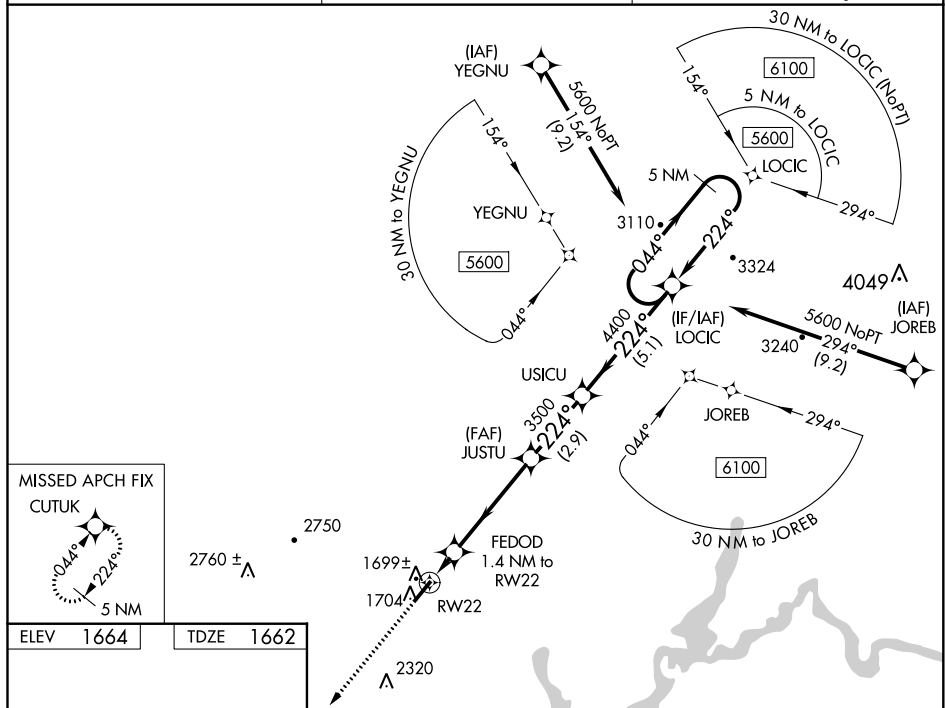 30 NM to LOCIC (NoPT)
6100
154°
5 NM to LOCIC
5600
LOCIC
294°
(IAF)
YEGNU
5600 NoPT
154°
(9.2)
30 NM to YEGNU
154°
YEGNU
5600
044°
5 NM
3110
044°
224°
3324
4049
(IF/IAF)
LOCIC
(IAF)
JOREB
5600 NoPT
294°
(9.2)
3240
4400
224°
(5.1)
USICU
3500
224°
(2.9)
(FAF)
JUSTU
JOREB
044°
294°
6100
30 NM to JOREB
MISSED APCH FIX
CUTUK
044°
224°
5 NM
2750
2760 ±
FEDOD
1.4 NM to
RW22
1699±
1704
RW22
2320
ELEV 1664
TDZE 1662